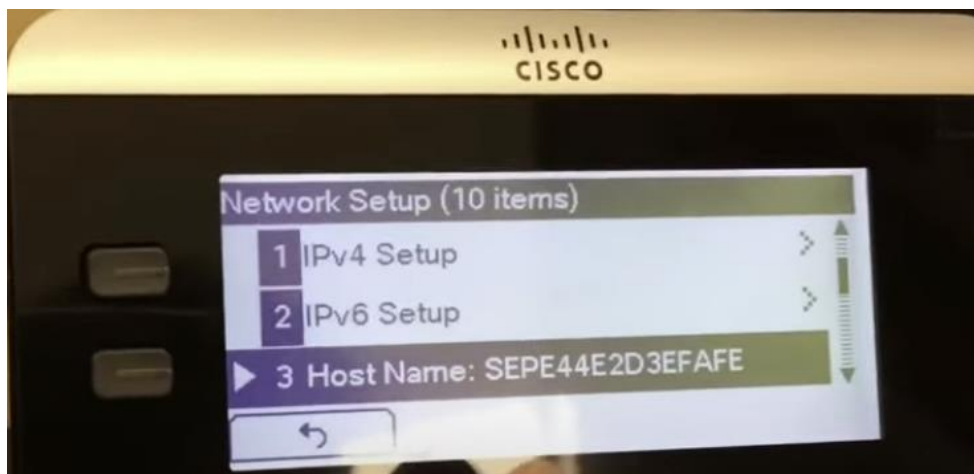 CISCO
Network Setup (10 items)
1 IPv4 Setup
2 IPv6 Setup
3 Host Name: SEPE44E2D3EFAFE